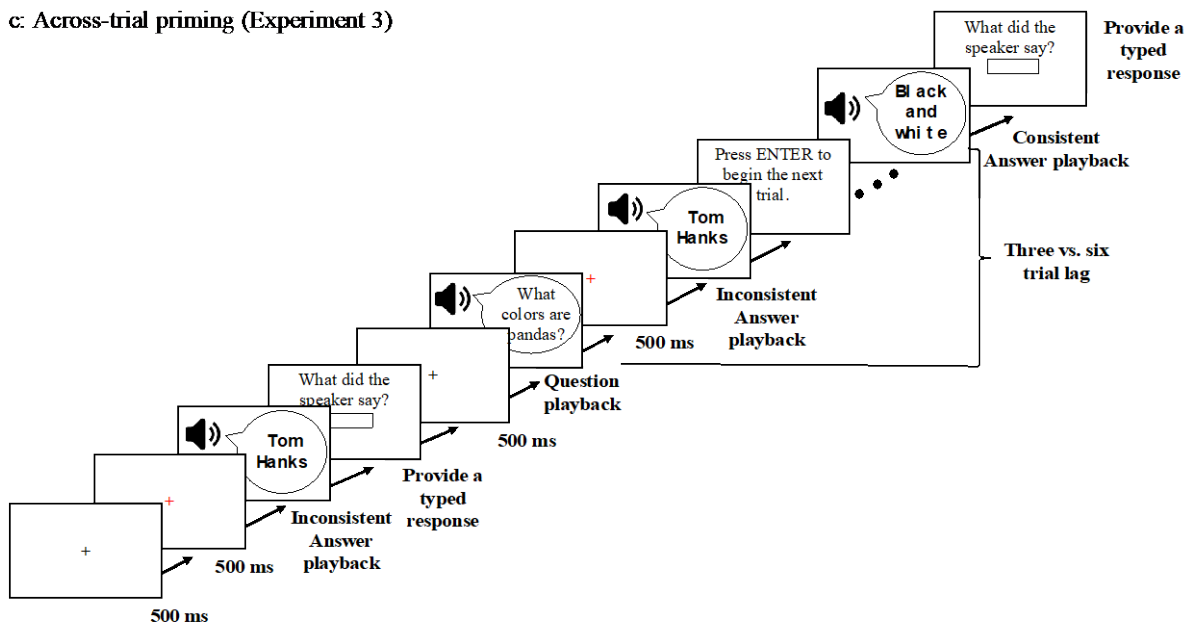 c: Across-trial priming (Experiment 3)
What did the
speaker say?
Provide a
typed
response
Black
and
white
Consistent
Answer playback
Press ENTER to
begin the next
trial.
Tom
Hanks
Three vs. six
trial lag
Inconsistent
Answer
playback
+
500 ms
What
colors are
pandas?
Question
playback
+
500 ms
What did the
speaker say?
Provide a
typed
response
Tom
Hanks
Inconsistent
Answer
playback
+
500 ms
+
500 ms